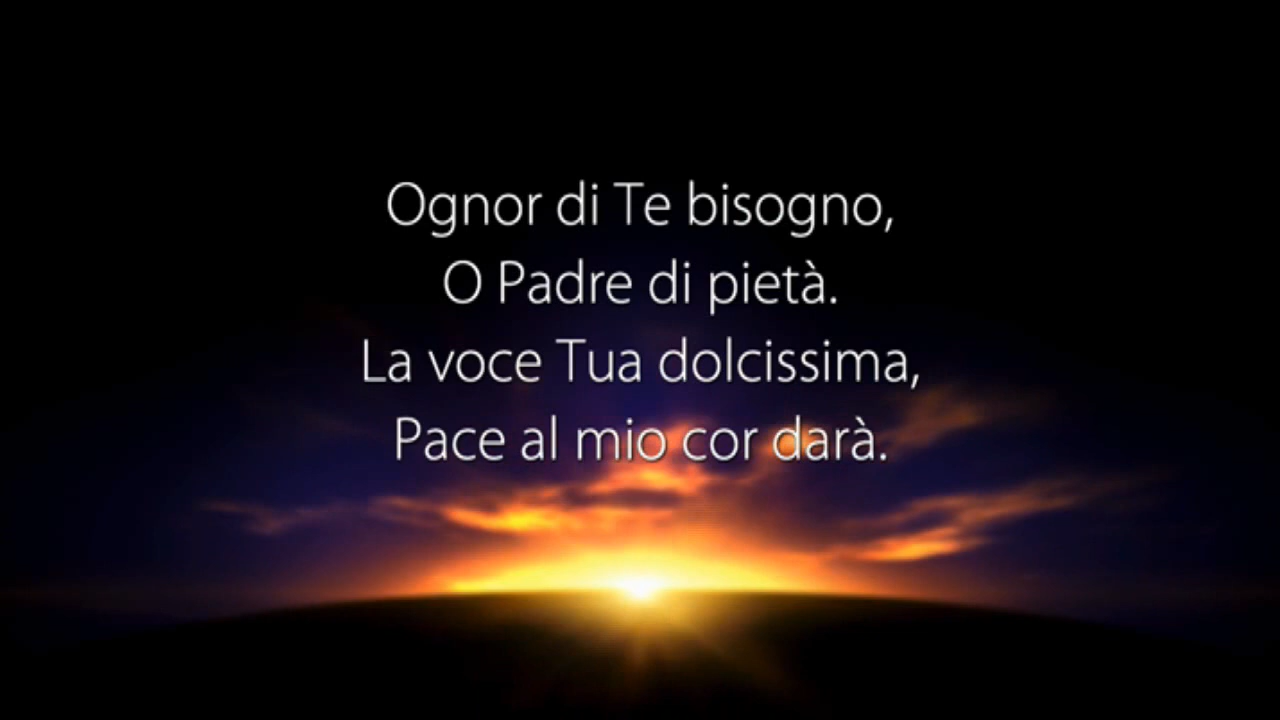 Ognor di Te bisogno,
O Padre di pietà.
La voce Tua dolcissima,
Pace al mio cor darà.